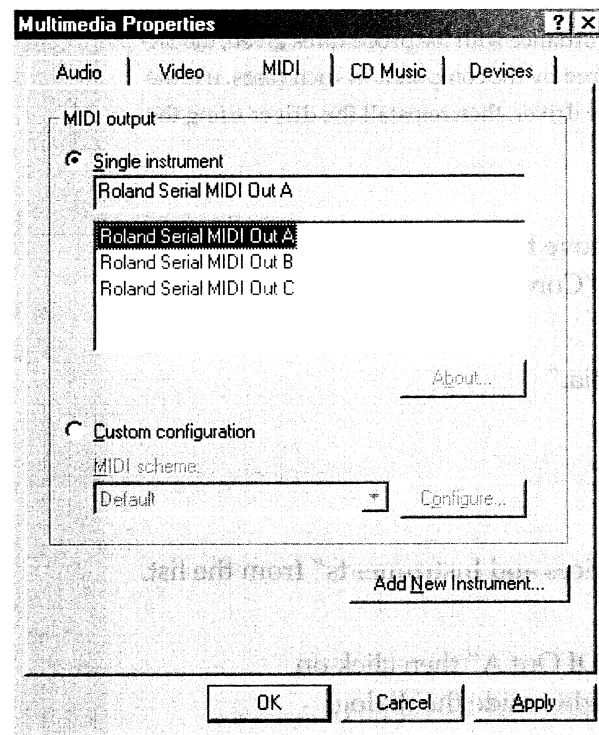 Multimedia Properties
Audio Video MIDI CD Music Devices
MIDI output
Single instrument
Roland Serial MIDI Out A
Roland Serial MIDI Out A
Roland Serial MIDI Out B
Roland Serial MIDI Out C
About...
Custom configuration
MIDI scheme:
Default
Configure...
Add New Instrument...
OK Cancel Apply